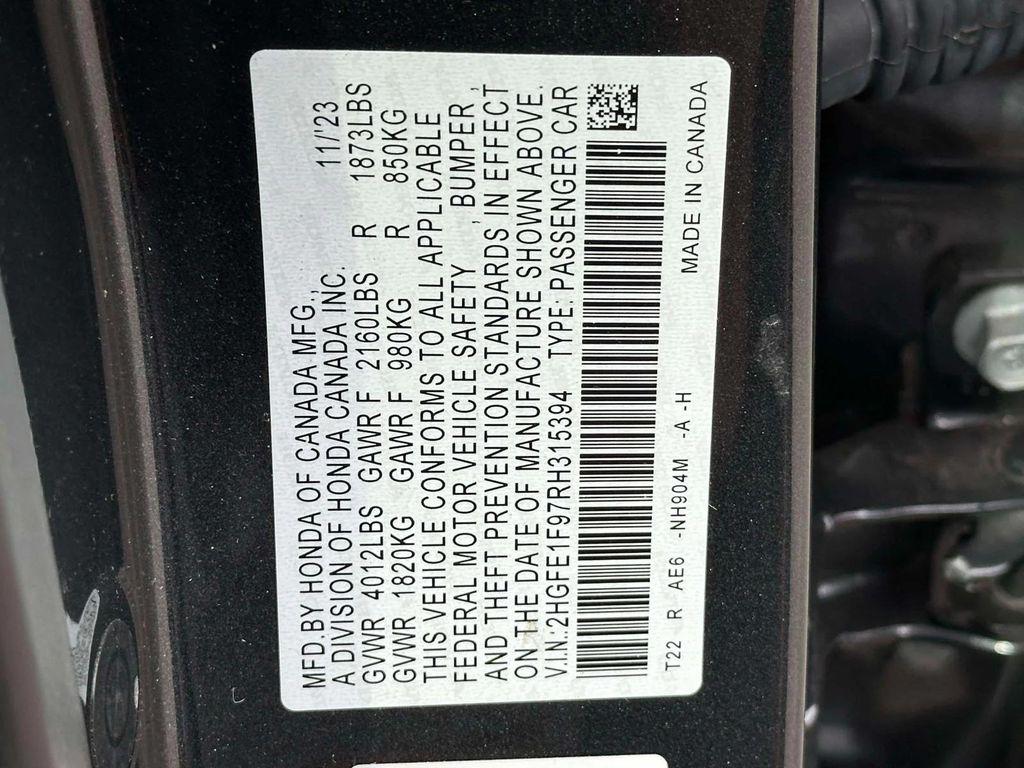 MFD.BY HONDA OF CANADA MFG., 11/'23
A DIVISION OF HONDA CANADA INC.
GVWR 4012LBS GAWR F 2160LBS R 1873LBS
GVWR 1820KG GAWR F 980KG R 850KG
THIS VEHICLE CONFORMS TO ALL APPLICABLE
FEDERAL MOTOR VEHICLE SAFETY , BUMPER ,
AND THEFT PREVENTION STANDARDS IN EFFECT
ON THE DATE OF MANUFACTURE SHOWN ABOVE.
V.I.N.:2HGFE1F97RH315394 TYPE: PASSENGER CAR
T22 R AE6 -NH904M -A -H MADE IN CANADA